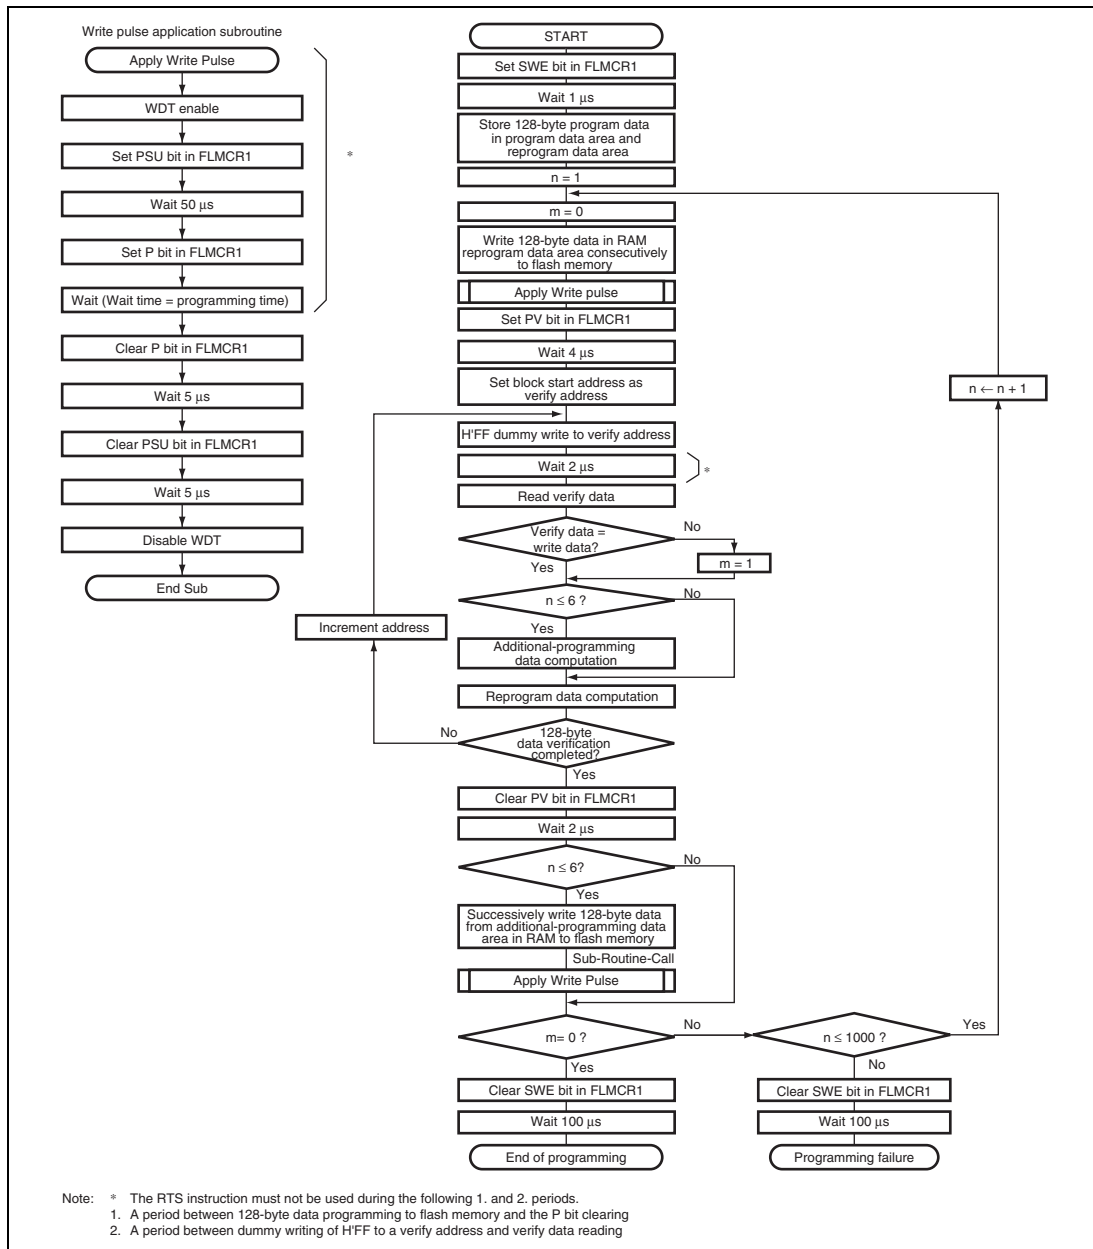 Write pulse application subroutine
Apply Write Pulse
WDT enable
Set PSU bit in FLMCR1
*
Wait 50 μs
Set P bit in FLMCR1
Wait (Wait time = programming time)
Clear P bit in FLMCR1
Wait 5 μs
Clear PSU bit in FLMCR1
Wait 5 μs
Disable WDT
End Sub
Increment address
START
Set SWE bit in FLMCR1
Wait 1 μs
Store 128-byte program data
in program data area and
reprogram data area
n = 1
m = 0
Write 128-byte data in RAM
reprogram data area consecutively
to flash memory
Apply Write pulse
Set PV bit in FLMCR1
Wait 4 μs
Set block start address as
verify address
n ← n + 1
H'FF dummy write to verify address
Wait 2 μs
*
Read verify data
Verify data =
write data?
No
m = 1
Yes
n ≤ 6 ?
No
Yes
Additional-programming
data computation
Reprogram data computation
128-byte
data verification
completed?
No
Yes
Clear PV bit in FLMCR1
Wait 2 μs
n ≤ 6?
No
Yes
Successively write 128-byte data
from additional-programming data
area in RAM to flash memory
Sub-Routine-Call
Apply Write Pulse
m= 0 ?
No
n ≤ 1000 ?
Yes
Yes
No
Clear SWE bit in FLMCR1
Clear SWE bit in FLMCR1
Wait 100 μs
Wait 100 μs
End of programming
Programming failure
Note: * The RTS instruction must not be used during the following 1. and 2. periods.
1. A period between 128-byte data programming to flash memory and the P bit clearing
2. A period between dummy writing of H'FF to a verify address and verify data reading